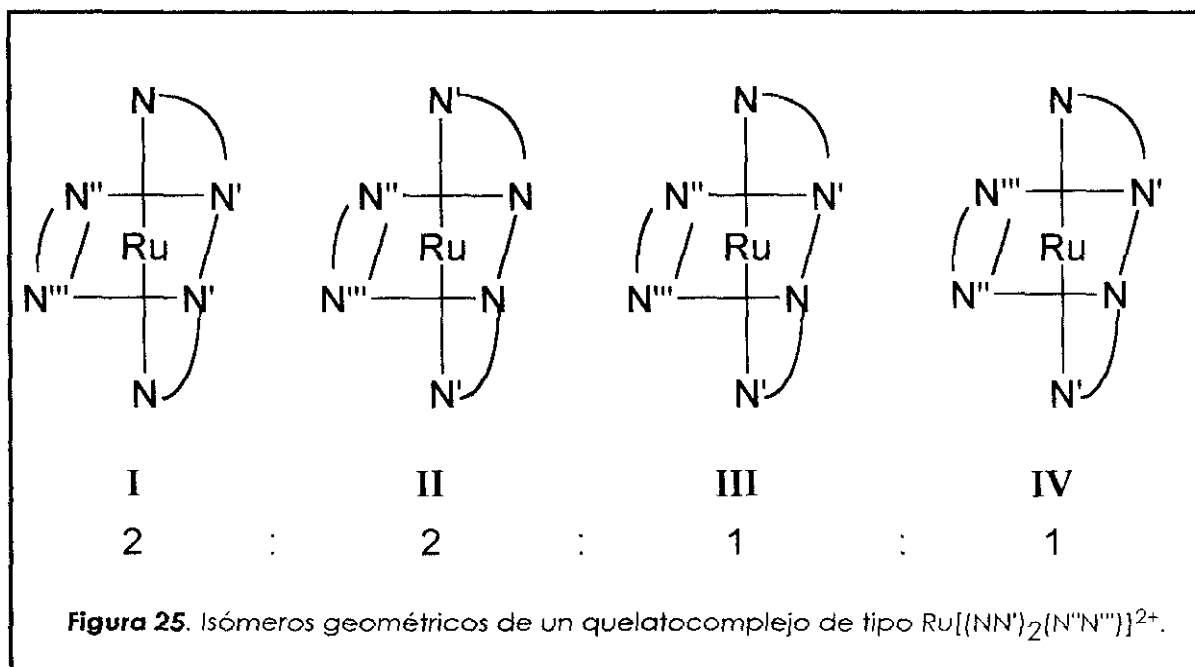 N N' N N
N'' N' N'' N N'' N' N''' N'
Ru Ru Ru Ru
N''' N' N''' N N''' N N'' N
N N' N' N'
I II III IV
2 : 2 : 1 : 1
Figura 25. Isómeros geométricos de un quelatocomplejo de tipo Ru[(NN')2(N''N''')]2+.